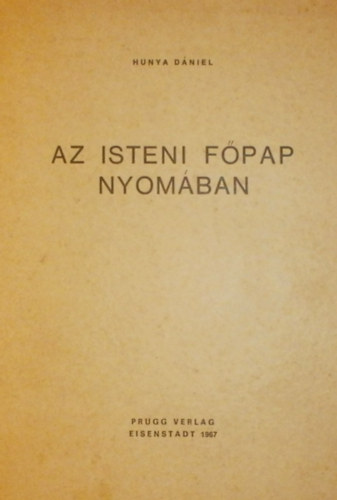 HUNYA DÁNIEL
AZ ISTENI FŐPAP
NYOMÁBAN
PRUGG VERLAG
EISENSTADT 1967